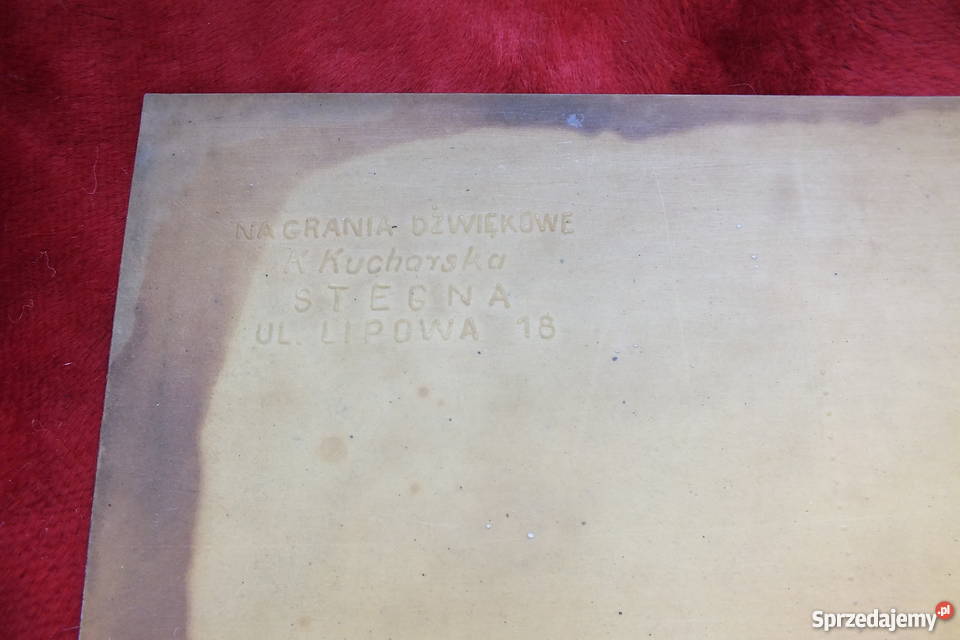 NAGRANIA DŹWIĘKOWE
K Kucharska
STEGNA
UL. LIPOWA 18
Sprzedajemy.pl